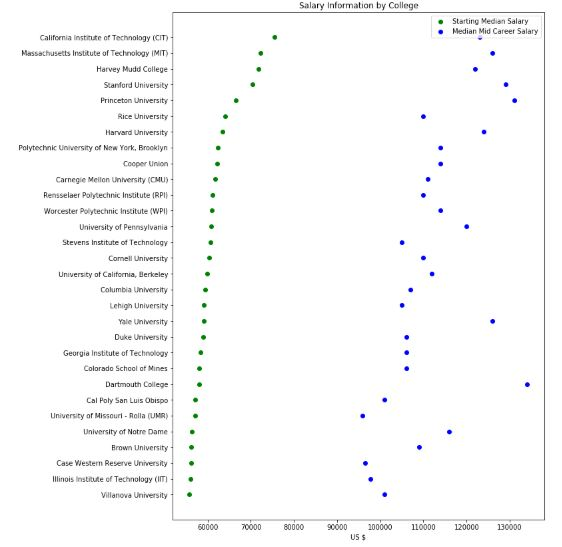 Salary Information by College
Starting Median Salary
Median Mid Career Salary
California Institute of Technology (CIT)
Massachusetts Institute of Technology (MIT)
Harvey Mudd College
Stanford University
Princeton University
Rice University
Harvard University
Polytechnic University of New York, Brooklyn
Cooper Union
Carnegie Mellon University (CMU)
Rensselaer Polytechnic Institute (RPI)
Worcester Polytechnic Institute (WPI)
University of Pennsylvania
Stevens Institute of Technology
Cornell University
University of California, Berkeley
Columbia University
Lehigh University
Yale University
Duke University
Georgia Institute of Technology
Colorado School of Mines
Dartmouth College
Cal Poly San Luis Obispo
University of Missouri - Rolla (UMR)
University of Notre Dame
Brown University
Case Western Reserve University
Illinois Institute of Technology (IIT)
Villanova University
60000 70000 80000 90000 100000 110000 120000 130000
US $